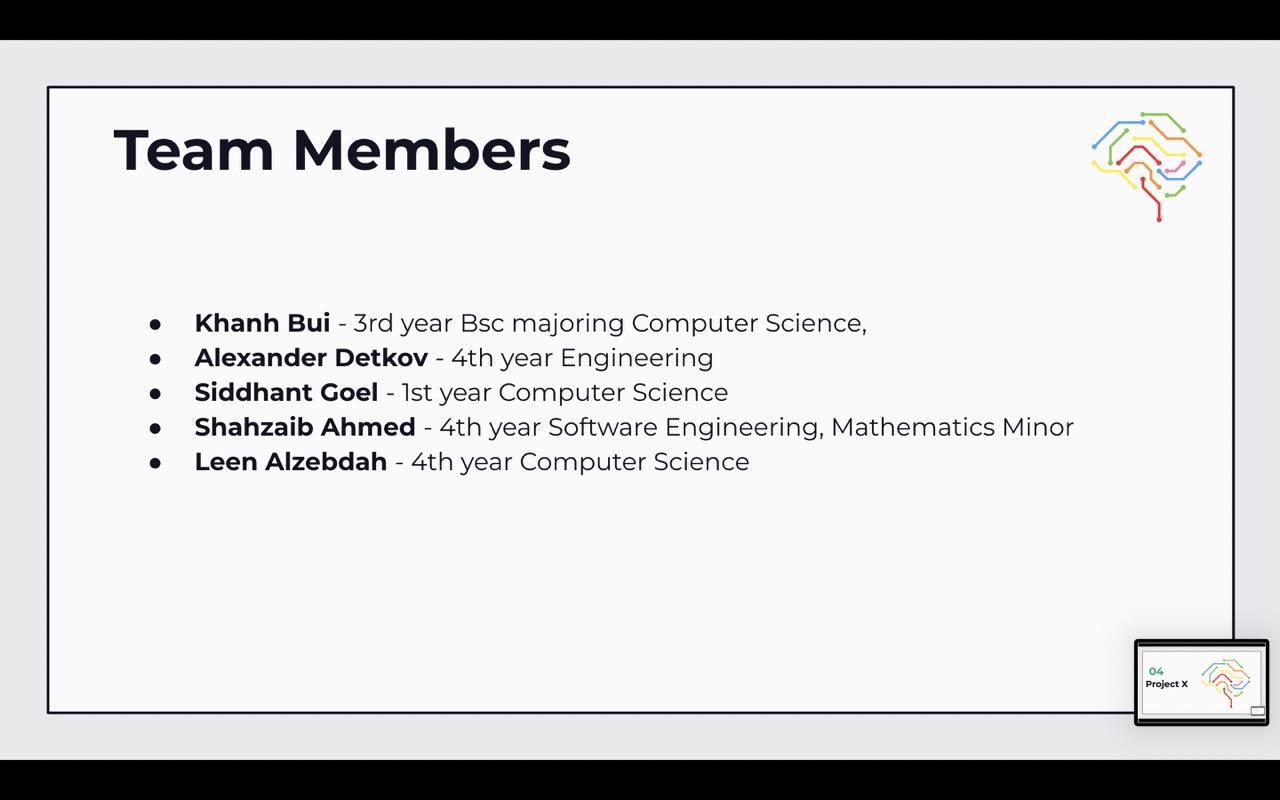 Team Members
● Khanh Bui - 3rd year Bsc majoring Computer Science,
● Alexander Detkov - 4th year Engineering
● Siddhant Goel - 1st year Computer Science
● Shahzaib Ahmed - 4th year Software Engineering, Mathematics Minor
● Leen Alzebdah - 4th year Computer Science
04
Project X